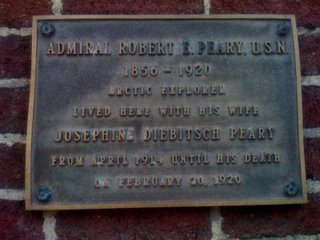 ADMIRAL ROBERT E. PEARY, U.S.N.
1856 - 1920
ARCTIC EXPLORER
LIVED HERE WITH HIS WIFE
JOSEPHINE DIEBITSCH PEARY
FROM APRIL 1914 UNTIL HIS DEATH
ON FEBRUARY 20, 1920